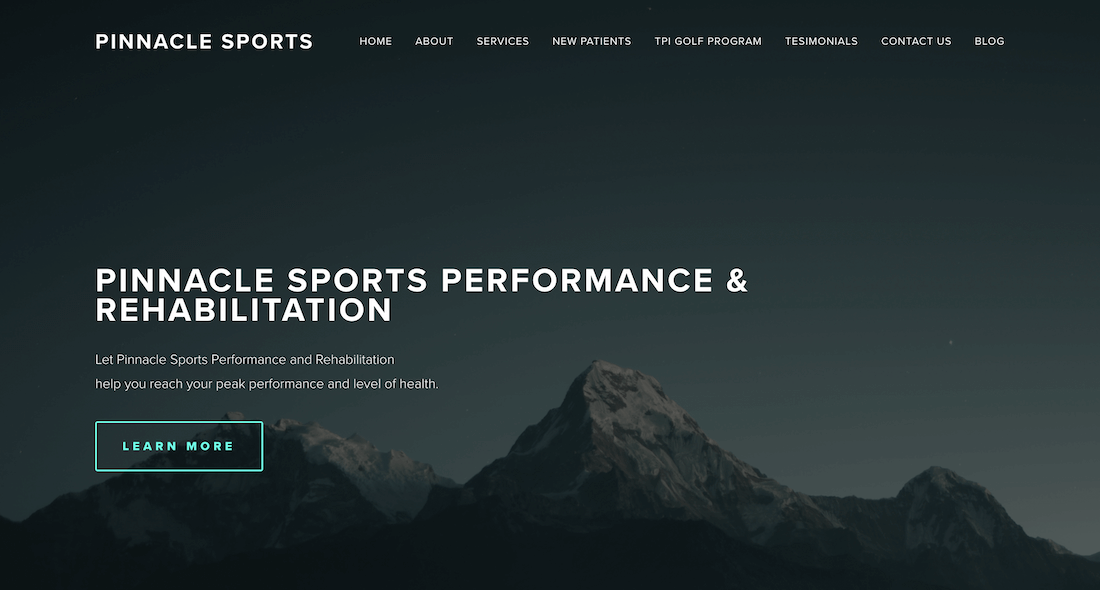 PINNACLE SPORTS
HOME ABOUT SERVICES NEW PATIENTS TPI GOLF PROGRAM TESIMONIALS CONTACT US BLOG
PINNACLE SPORTS PERFORMANCE &
REHABILITATION
Let Pinnacle Sports Performance and Rehabilitation
help you reach your peak performance and level of health.
LEARN MORE